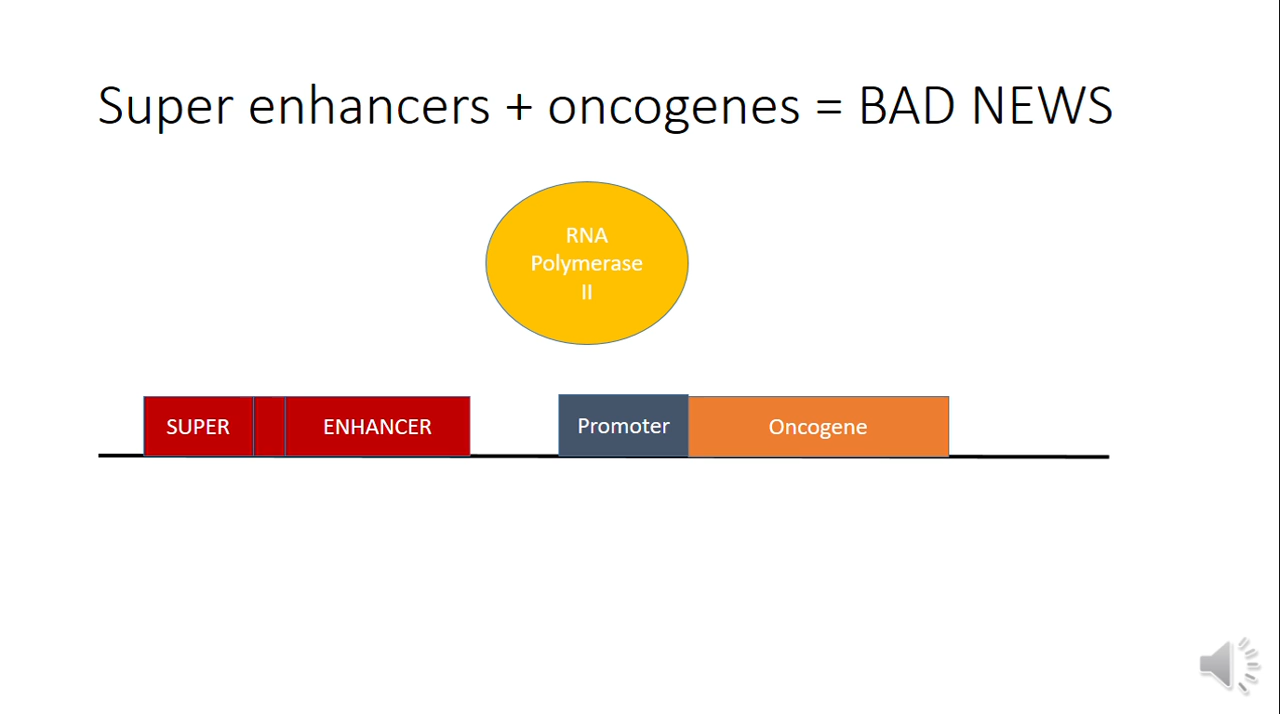 Super enhancers + oncogenes = BAD NEWS
RNA
Polymerase
II
SUPER
ENHANCER
Promoter
Oncogene